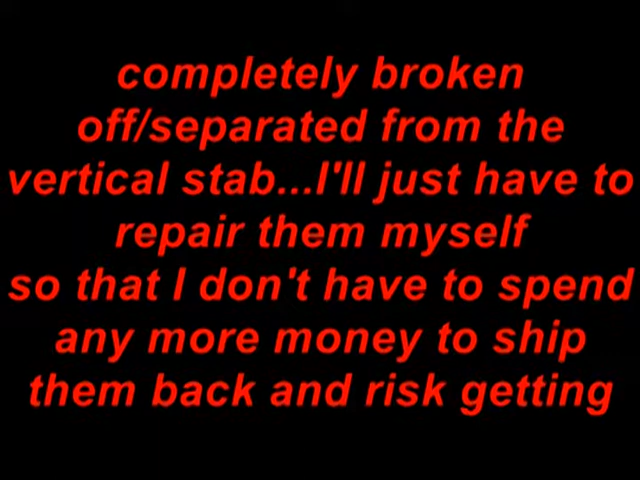 completely broken
off/separated from the
vertical stab...I'll just have to
repair them myself
so that I don't have to spend
any more money to ship
them back and risk getting